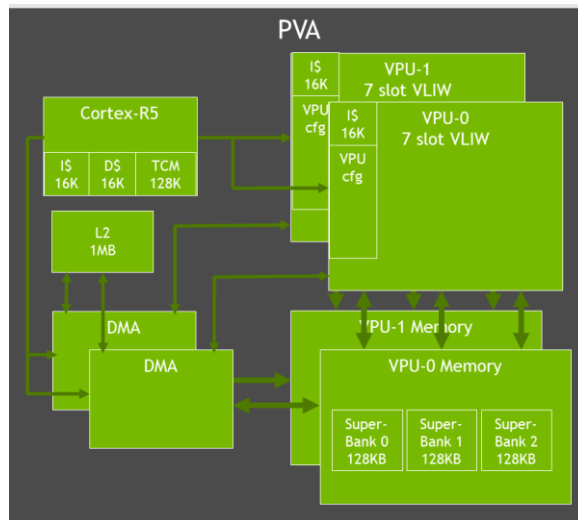 PVA
I$
16K
VPU
cfg
VPU-1
7 slot VLIW
I$
16K
VPU
cfg
VPU-0
7 slot VLIW
Cortex-R5
I$
16K
D$
16K
TCM
128K
L2
1MB
DMA
DMA
VPU-1 Memory
VPU-0 Memory
Super-
Bank 0
128KB
Super-
Bank 1
128KB
Super-
Bank 2
128KB